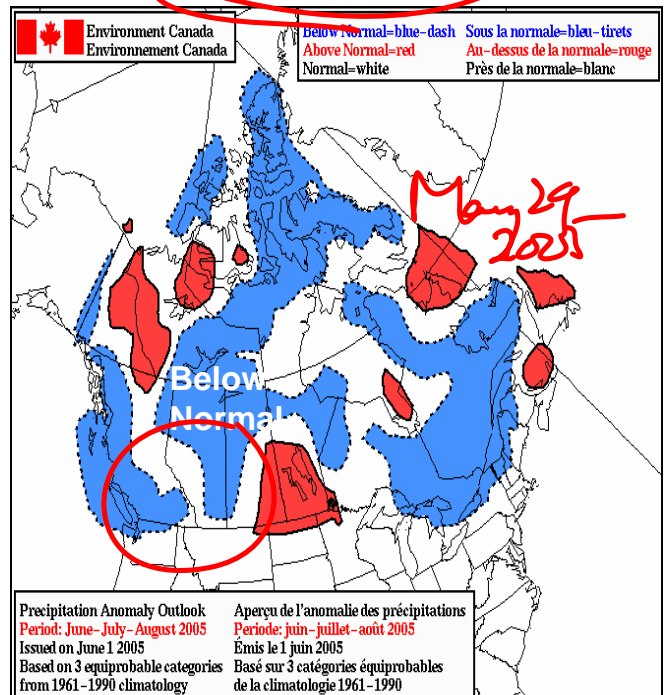 Environment Canada
Environnement Canada
Below Normal=blue-dash Sous la normale=bleu-tirets
Above Normal=red Au-dessus de la normale=rouge
Normal=white Près de la normale=blanc
29
Below
Normal
Precipitation Anomaly Outlook Aperçu de l'anomalie des précipitations
Period: June-July-August 2005 Periode: juin-juillet-août 2005
Issued on June 1 2005 Émis le 1 juin 2005
Based on 3 equiprobable categories Basé sur 3 catégories équiprobables
from 1961-1990 climatology de la climatologie 1961-1990